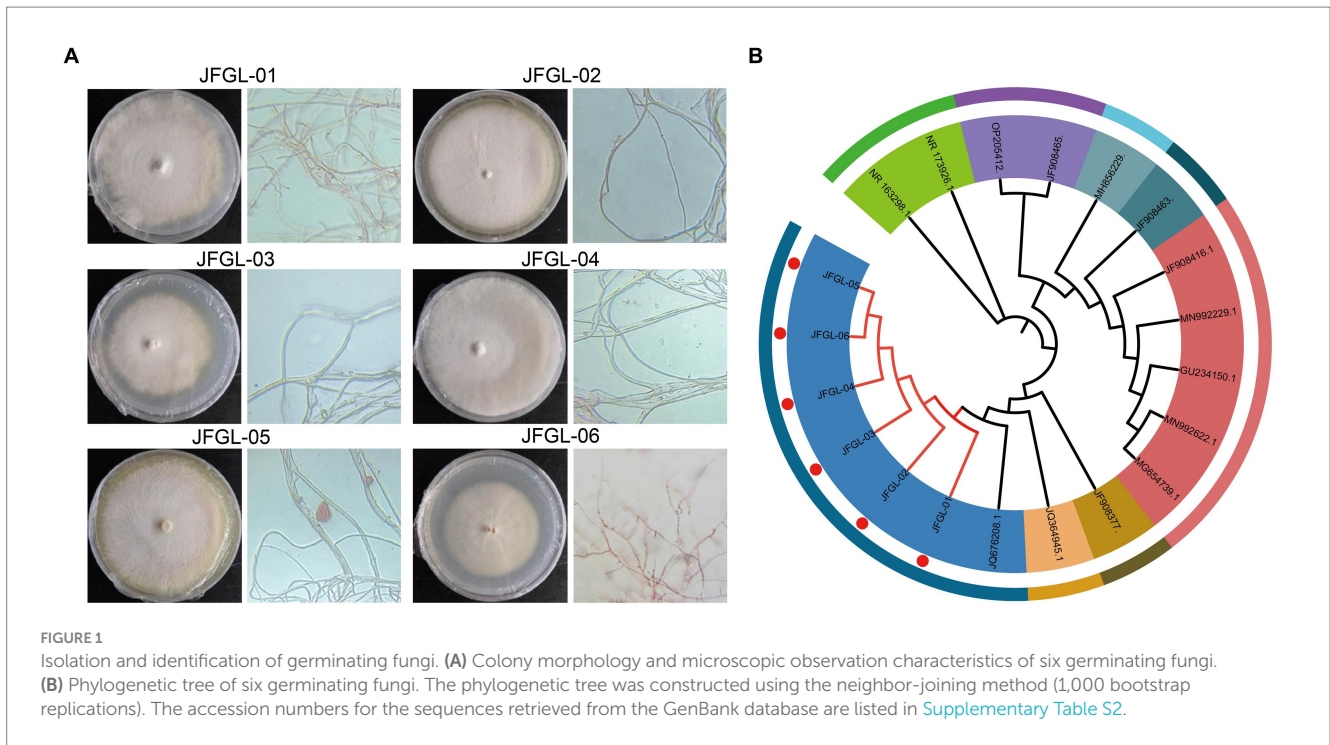 A
B
JFGL-01
JFGL-02
JFGL-03
JFGL-04
JFGL-05
JFGL-06
NR 163298.1
NR 173926.1
OP205412.
JF908465.
MH856229.
JF908463.
JF908416.1
MN992229.1
GU234150.1
MN992622.1
MG654739.1
JF908377.
JQ364945.1
JQ676208.1
JFGL-01
JFGL-02
JFGL-03
JFGL-04
JFGL-06
JFGL-05
FIGURE 1
Isolation and identification of germinating fungi. (A) Colony morphology and microscopic observation characteristics of six germinating fungi.
(B) Phylogenetic tree of six germinating fungi. The phylogenetic tree was constructed using the neighbor-joining method (1,000 bootstrap
replications). The accession numbers for the sequences retrieved from the GenBank database are listed in Supplementary Table S2.